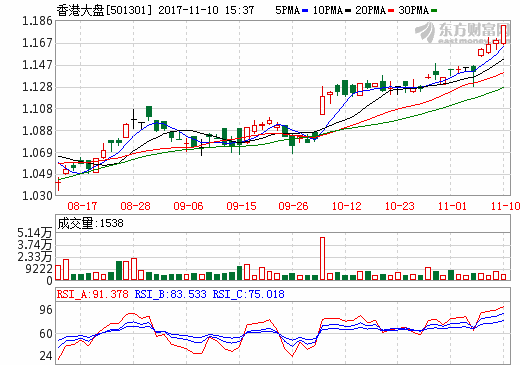 香港大盘[501301] 2017-11-10 15:37 5PMA 10PMA 20PMA 30PMA
1.186
东方财富网
eastmoney.com
1.167
1.147
1.128
1.108
1.088
1.069
1.049
1.030
08-17 08-28 09-06 09-15 09-26 10-12 10-23 11-01 11-10
成交量:1538
5.14万
3.74万
2.33万
9222
0
RSI_A:91.378 RSI_B:83.533 RSI_C:75.018
96
60
24